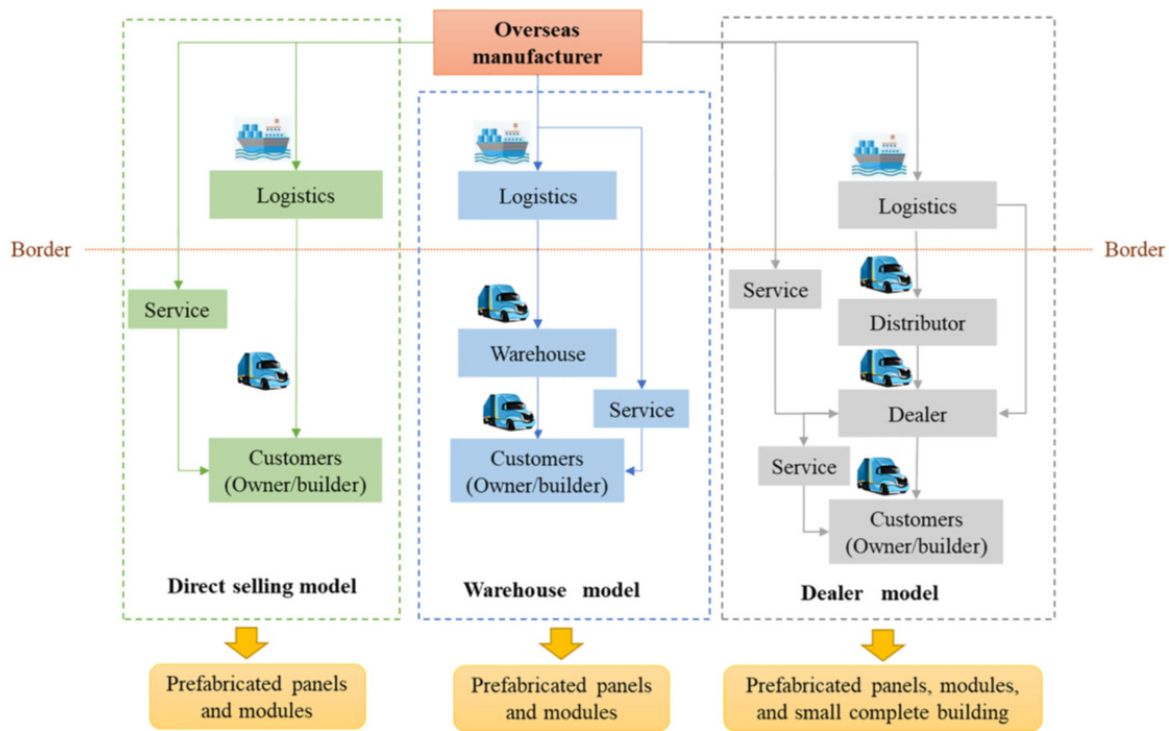 Overseas
manufacturer
Logistics
Logistics
Logistics
Border
Border
Service
Service
Distributor
Warehouse
Service
Dealer
Customers
(Owner/builder)
Customers
(Owner/builder)
Service
Customers
(Owner/builder)
Direct selling model
Warehouse model
Dealer model
Prefabricated panels
and modules
Prefabricated panels
and modules
Prefabricated panels, modules,
and small complete building